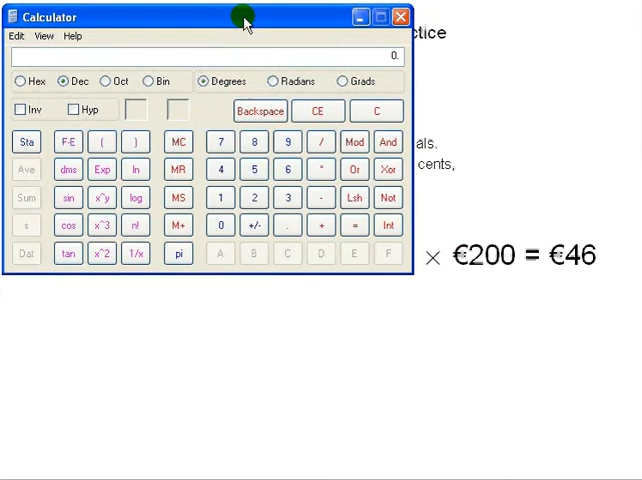 Calculator
ctice
Edit View Help
0.
Hex Dec Oct Bin Degrees Radians Grads
Inv Hyp Backspace CE C
Sta F-E ( ) MC 7 8 9 / Mod And
als.
Ave dms Exp ln MR 4 5 6 * Or Xor
cents,
Sum sin x^y log MS 1 2 3 - Lsh Not
s cos x^3 n! M+ 0 +/- . + = Int
Dat tan x^2 1/x pi A B C D E F
× €200 = €46